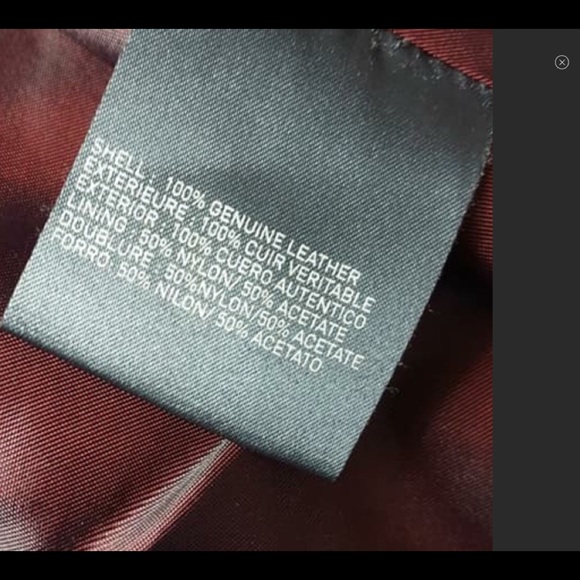 SHELL. 100% GENUINE LEATHER
EXTERIEURE: 100% CUIR VERITABLE
EXTERIOR: 100% CUERO AUTENTICO
LINING: 50% NYLON/ 50% ACETATE
DOUBLURE: 50%NYLON/50% ACETATE
FORRO: 50% NILON/ 50% ACETATO